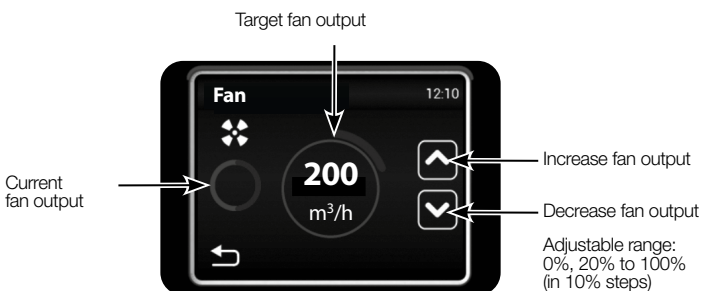 Target fan output
Fan
12:10
200
m³/h
Current
fan output
Increase fan output
Decrease fan output
Adjustable range:
0%, 20% to 100%
(in 10% steps)